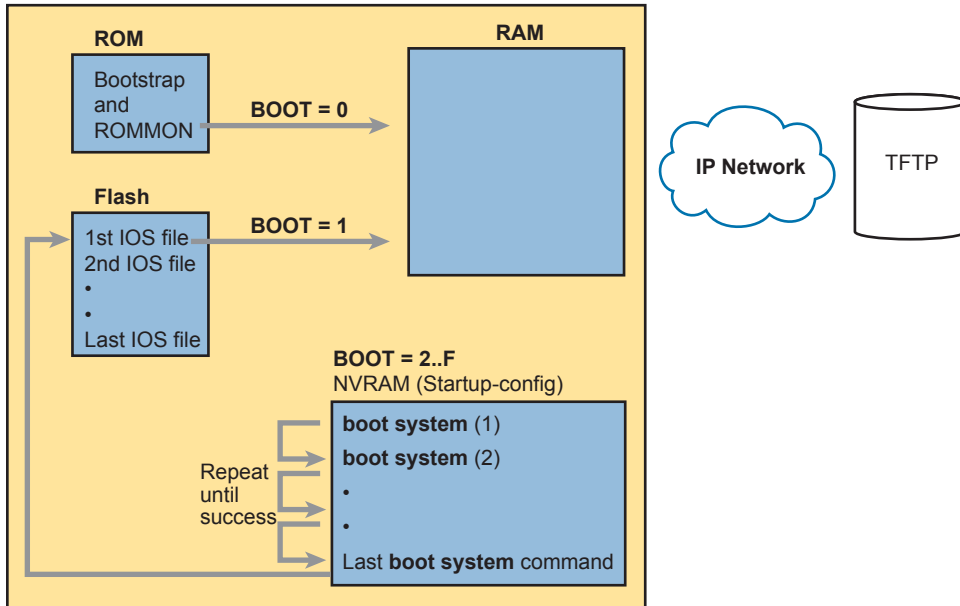 ROM
Bootstrap
and
ROMMON
BOOT = 0
RAM
IP Network
TFTP
Flash
1st IOS file
2nd IOS file
•
•
Last IOS file
BOOT = 1
BOOT = 2..F
NVRAM (Startup-config)
boot system (1)
boot system (2)
•
•
Last boot system command
Repeat
until
success